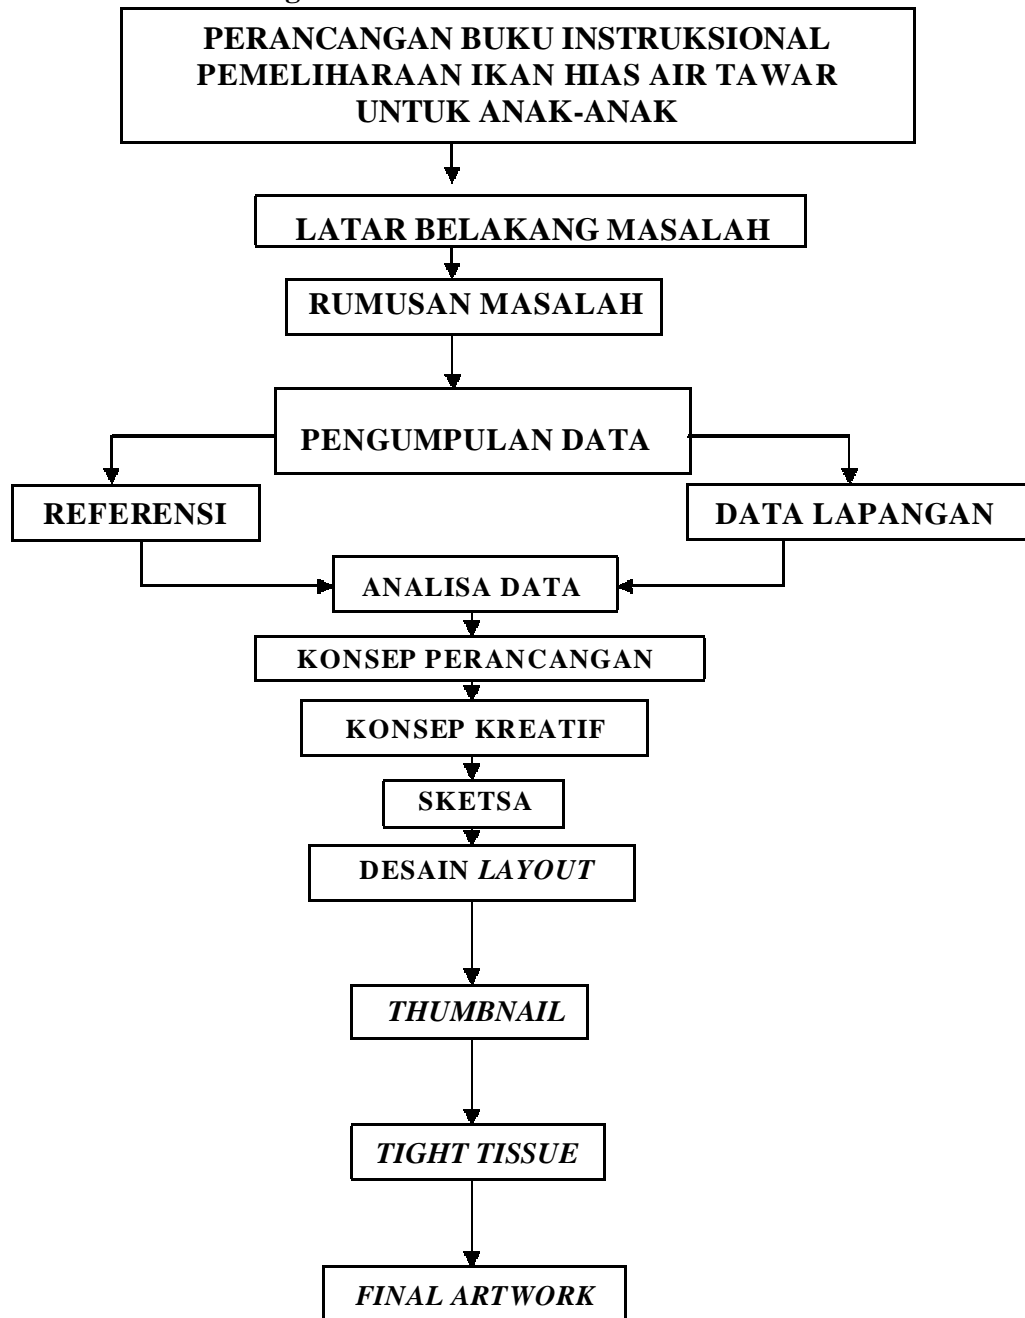 PERANCANGAN BUKU INSTRUKSIONAL
PEMELIHARAAN IKAN HIAS AIR TAWAR
UNTUK ANAK-ANAK
LATAR BELAKANG MASALAH
RUMUSAN MASALAH
PENGUMPULAN DATA
REFERENSI
DATA LAPANGAN
ANALISA DATA
KONSEP PERANCANGAN
KONSEP KREATIF
SKETSA
DESAIN LAYOUT
THUMBNAIL
TIGHT TISSUE
FINAL ARTWORK